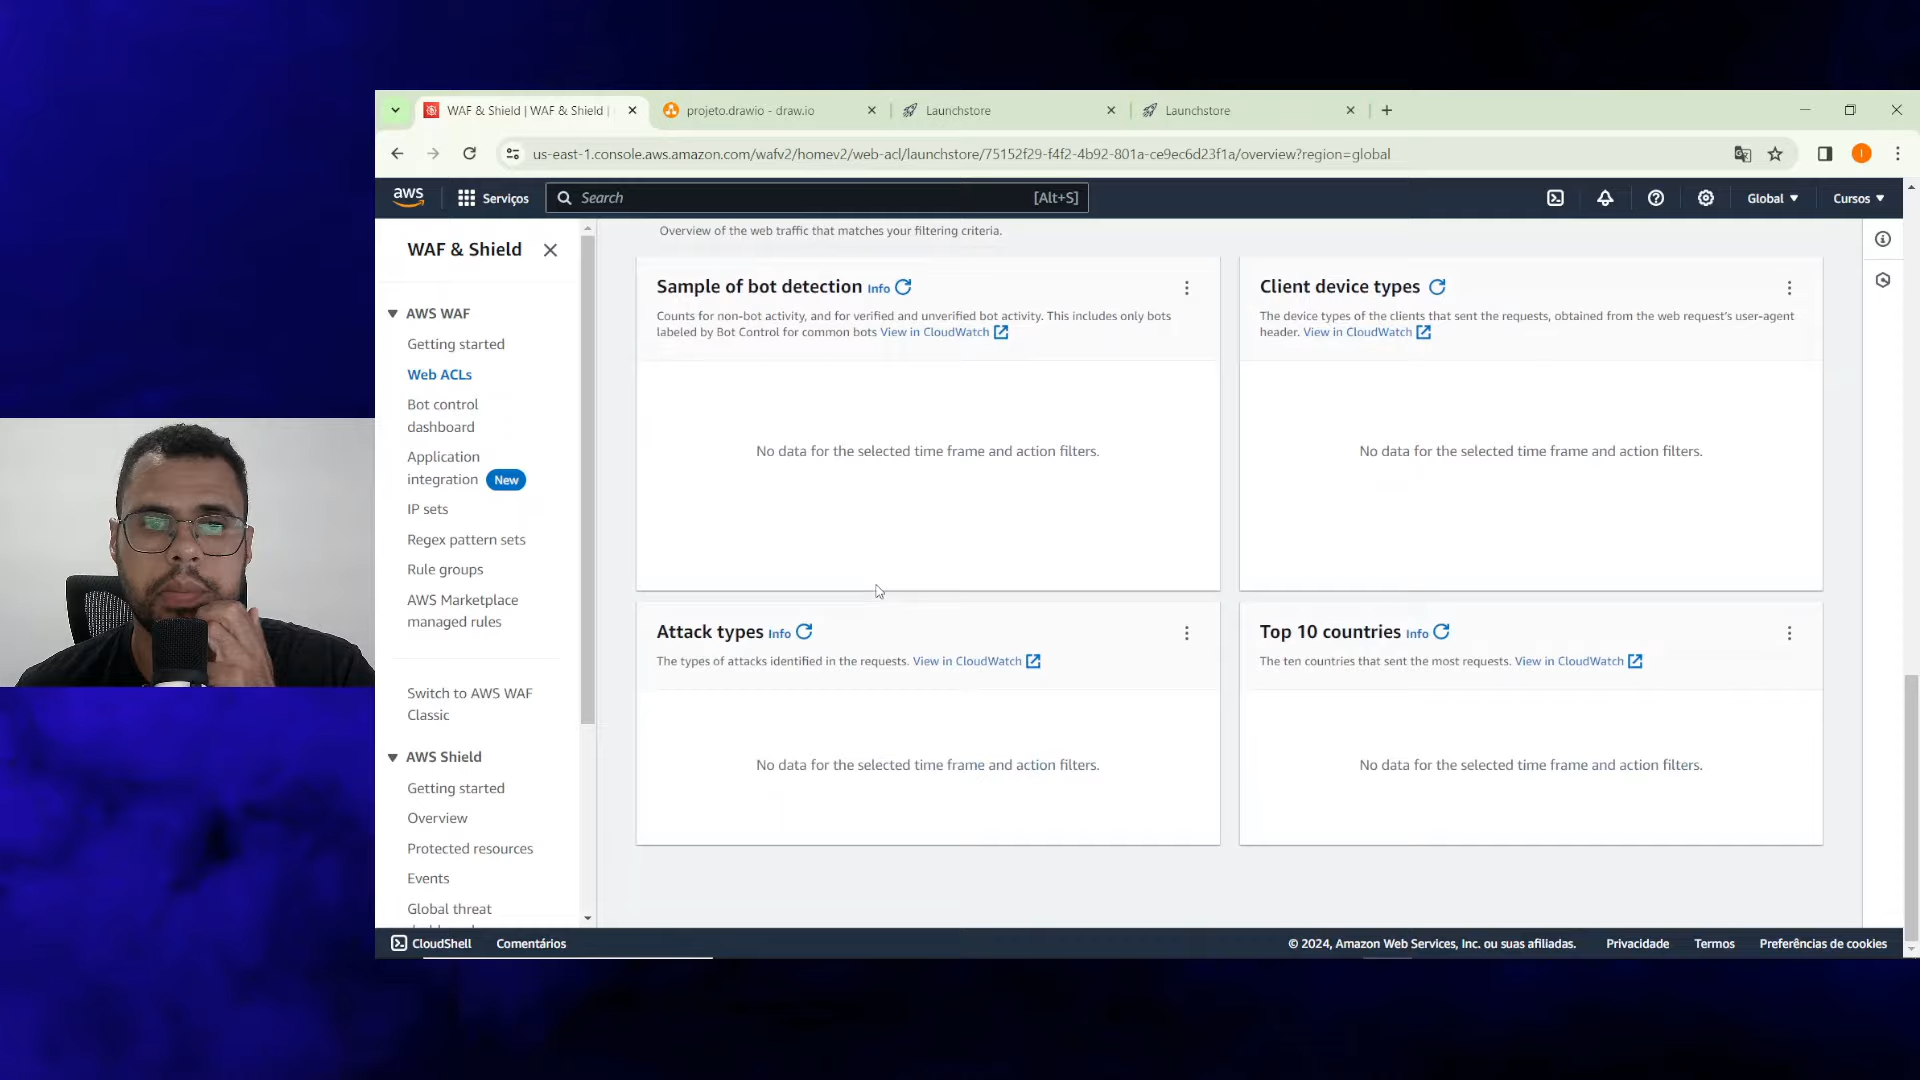 WAF & Shield | WAF & Shield |
projeto.drawio - draw.io
Launchstore
Launchstore
us-east-1.console.aws.amazon.com/wafv2/homev2/web-acl/launchstore/75152f29-f4f2-4b92-801a-ce9ec6d23f1a/overview?region=global
aws
Serviços
Search
[Alt+S]
Global
Cursos
WAF & Shield
AWS WAF
Getting started
Web ACLs
Bot control
dashboard
Application
integration New
IP sets
Regex pattern sets
Rule groups
AWS Marketplace
managed rules
Switch to AWS WAF
Classic
AWS Shield
Getting started
Overview
Protected resources
Events
Global threat
Overview of the web traffic that matches your filtering criteria.
Sample of bot detection Info
Counts for non-bot activity, and for verified and unverified bot activity. This includes only bots
labeled by Bot Control for common bots View in CloudWatch
No data for the selected time frame and action filters.
Client device types
The device types of the clients that sent the requests, obtained from the web request's user-agent
header. View in CloudWatch
No data for the selected time frame and action filters.
Attack types Info
The types of attacks identified in the requests. View in CloudWatch
No data for the selected time frame and action filters.
Top 10 countries Info
The ten countries that sent the most requests. View in CloudWatch
No data for the selected time frame and action filters.
CloudShell
Comentários
© 2024, Amazon Web Services, Inc. ou suas afiliadas.
Privacidade
Termos
Preferências de cookies